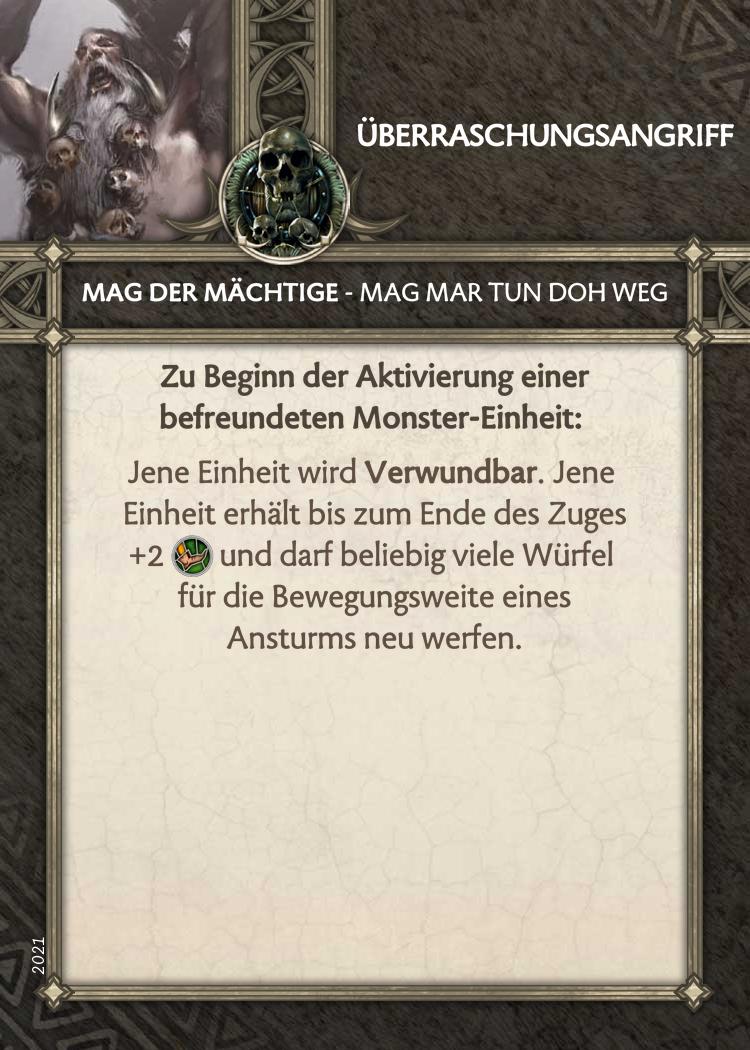 ÜBERRASCHUNGSANGRIFF
MAG DER MÄCHTIGE - MAG MAR TUN DOH WEG
Zu Beginn der Aktivierung einer
befreundeten Monster-Einheit:
Jene Einheit wird Verwundbar. Jene
Einheit erhält bis zum Ende des Zuges
+2 und darf beliebig viele Würfel
für die Bewegungsweite eines
Ansturms neu werfen.
2021